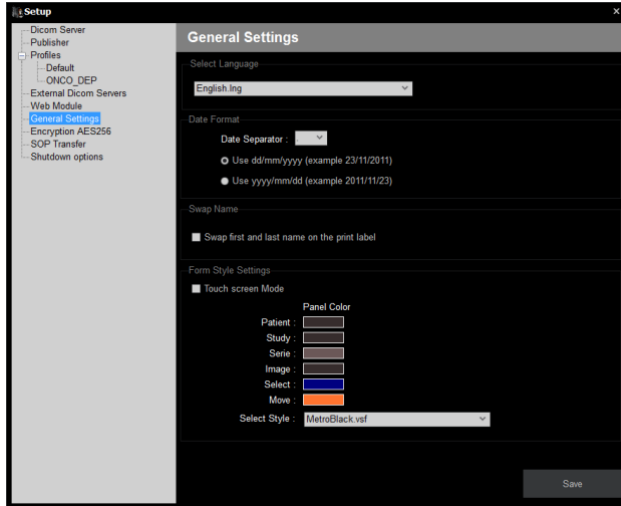 Setup
×
Dicom Server
Publisher
Profiles
Default
ONCO_DEP
External Dicom Servers
Web Module
General Settings
Encryption AES256
SOP Transfer
Shutdown options
General Settings
Select Language
English.lng
Date Format
Date Separator :
Use dd/mm/yyyy (example 23/11/2011)
Use yyyy/mm/dd (example 2011/11/23)
Swap Name
Swap first and last name on the print label
Form Style Settings
Touch screen Mode
Panel Color
Patient :
Study :
Serie :
Image :
Select :
Move :
Select Style : MetroBlack.vsf
Save